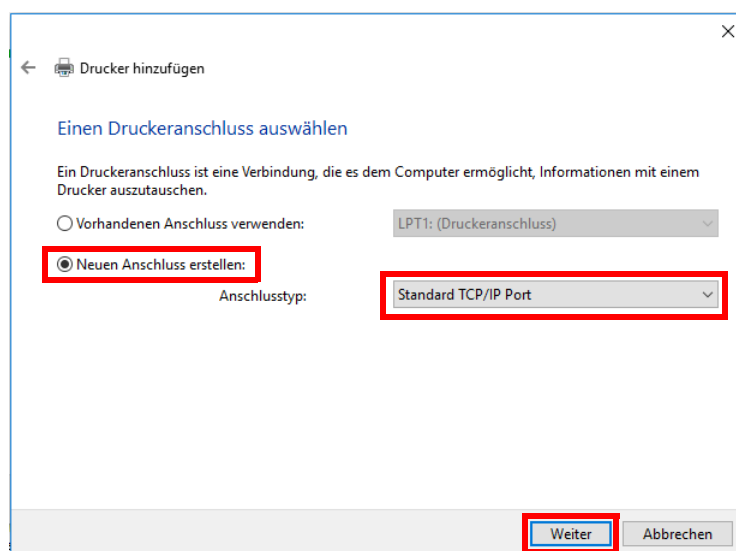 Drucker hinzufügen
Einen Druckeranschluss auswählen
Ein Druckeranschluss ist eine Verbindung, die es dem Computer ermöglicht, Informationen mit einem
Drucker auszutauschen.
Vorhandenen Anschluss verwenden: LPT1: (Druckeranschluss)
Neuen Anschluss erstellen:
Anschlusstyp: Standard TCP/IP Port
Weiter Abbrechen